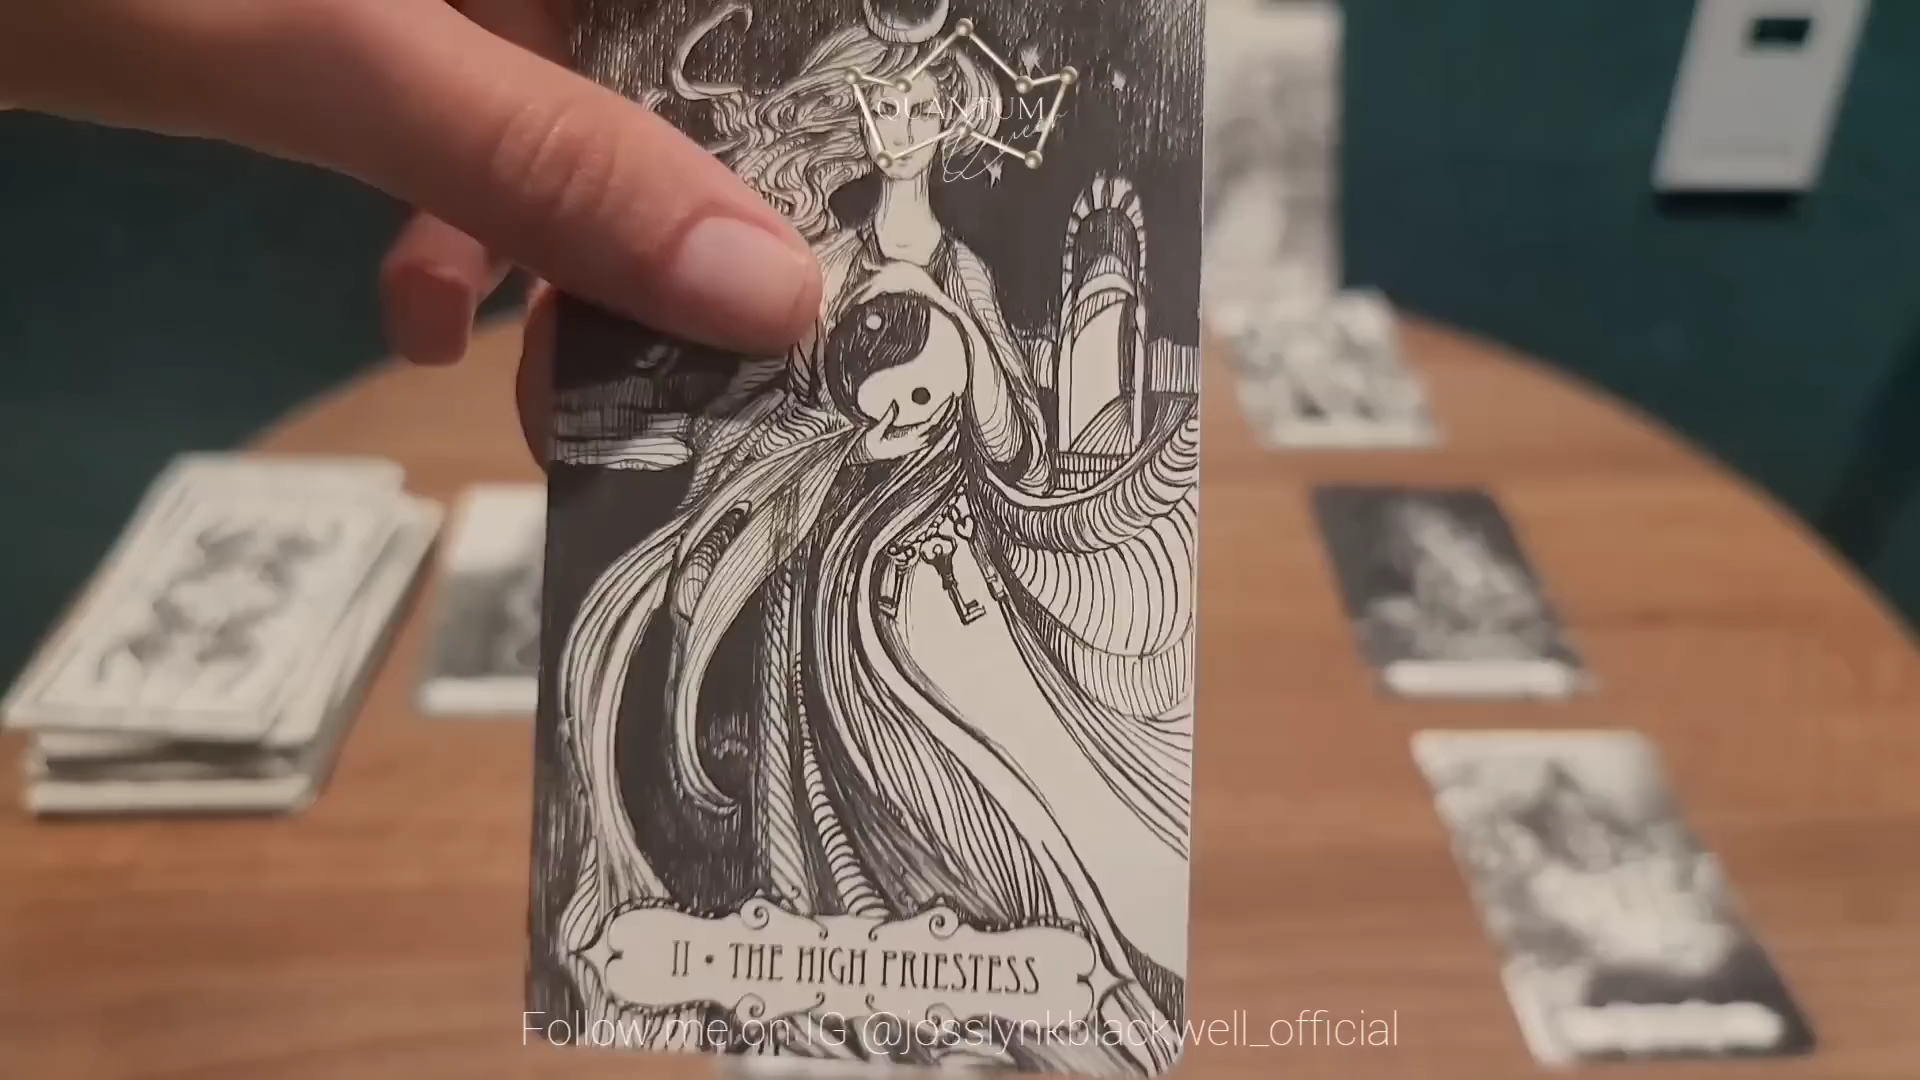 QUANTUM
II • THE HIGH PRIESTESS
Follow me on IG @josslynkblackwell_official